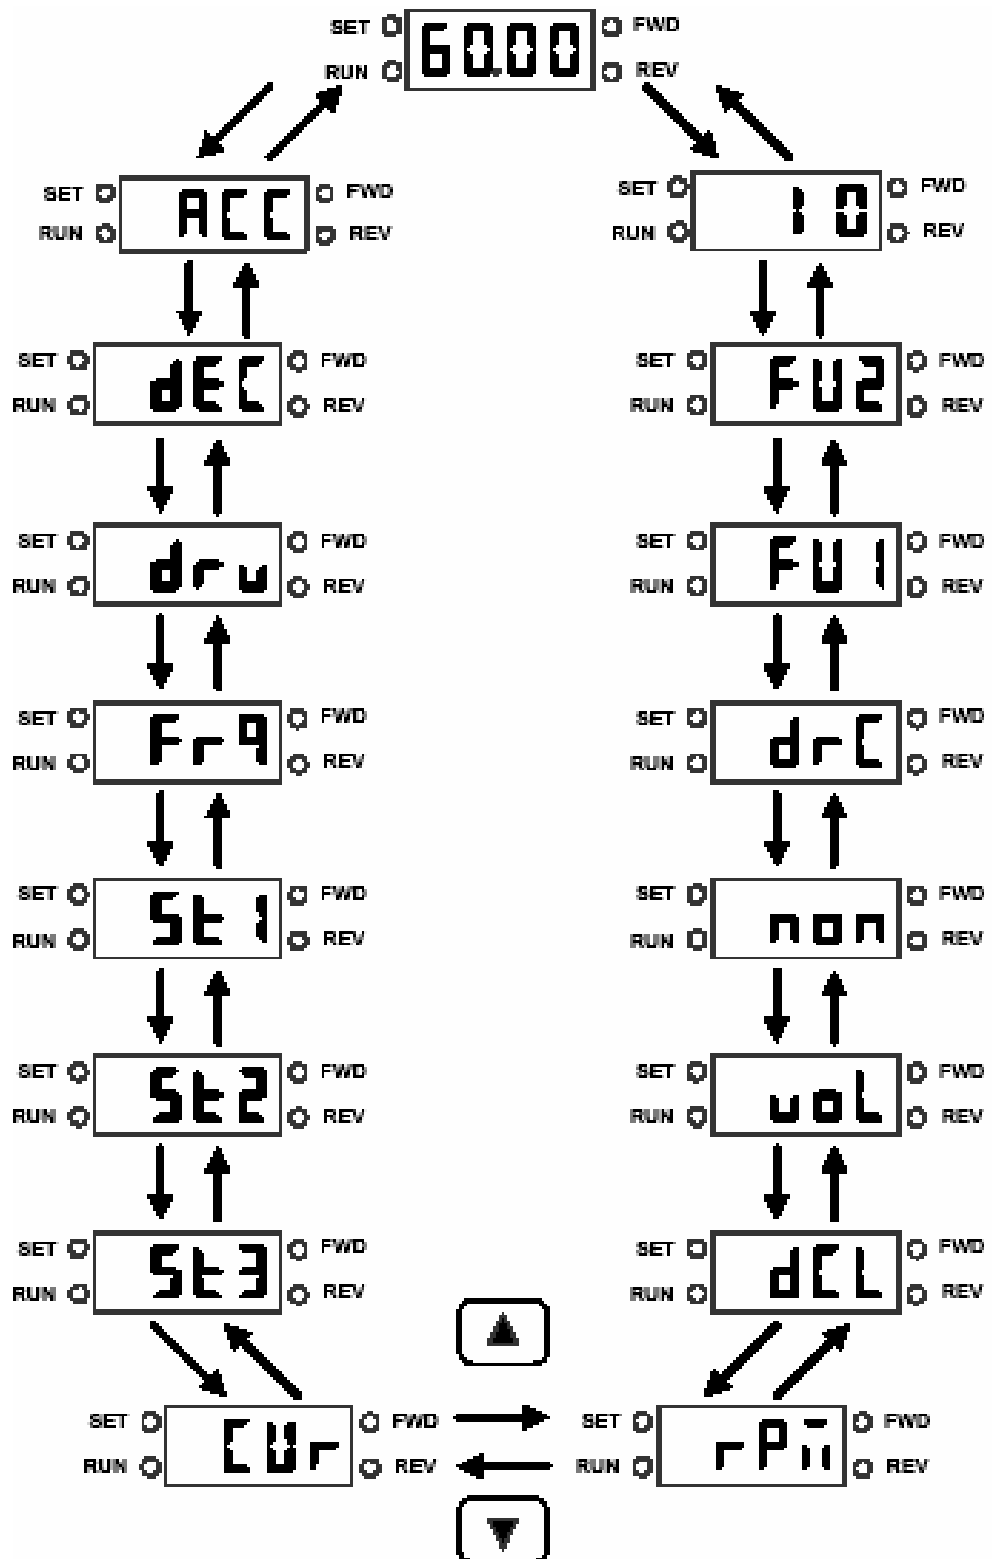 SET 60.00 FWD
RUN REV
SET ACC FWD
RUN REV
SET 10 FWD
RUN REV
SET dEC FWD
RUN REV
SET FU2 FWD
RUN REV
SET drv FWD
RUN REV
SET FU1 FWD
RUN REV
SET Frq FWD
RUN REV
SET drC FWD
RUN REV
SET St1 FWD
RUN REV
SET non FWD
RUN REV
SET St2 FWD
RUN REV
SET voL FWD
RUN REV
SET St3 FWD
RUN REV
SET dCL FWD
RUN REV
SET CUr FWD
RUN REV
SET rPm FWD
RUN REV